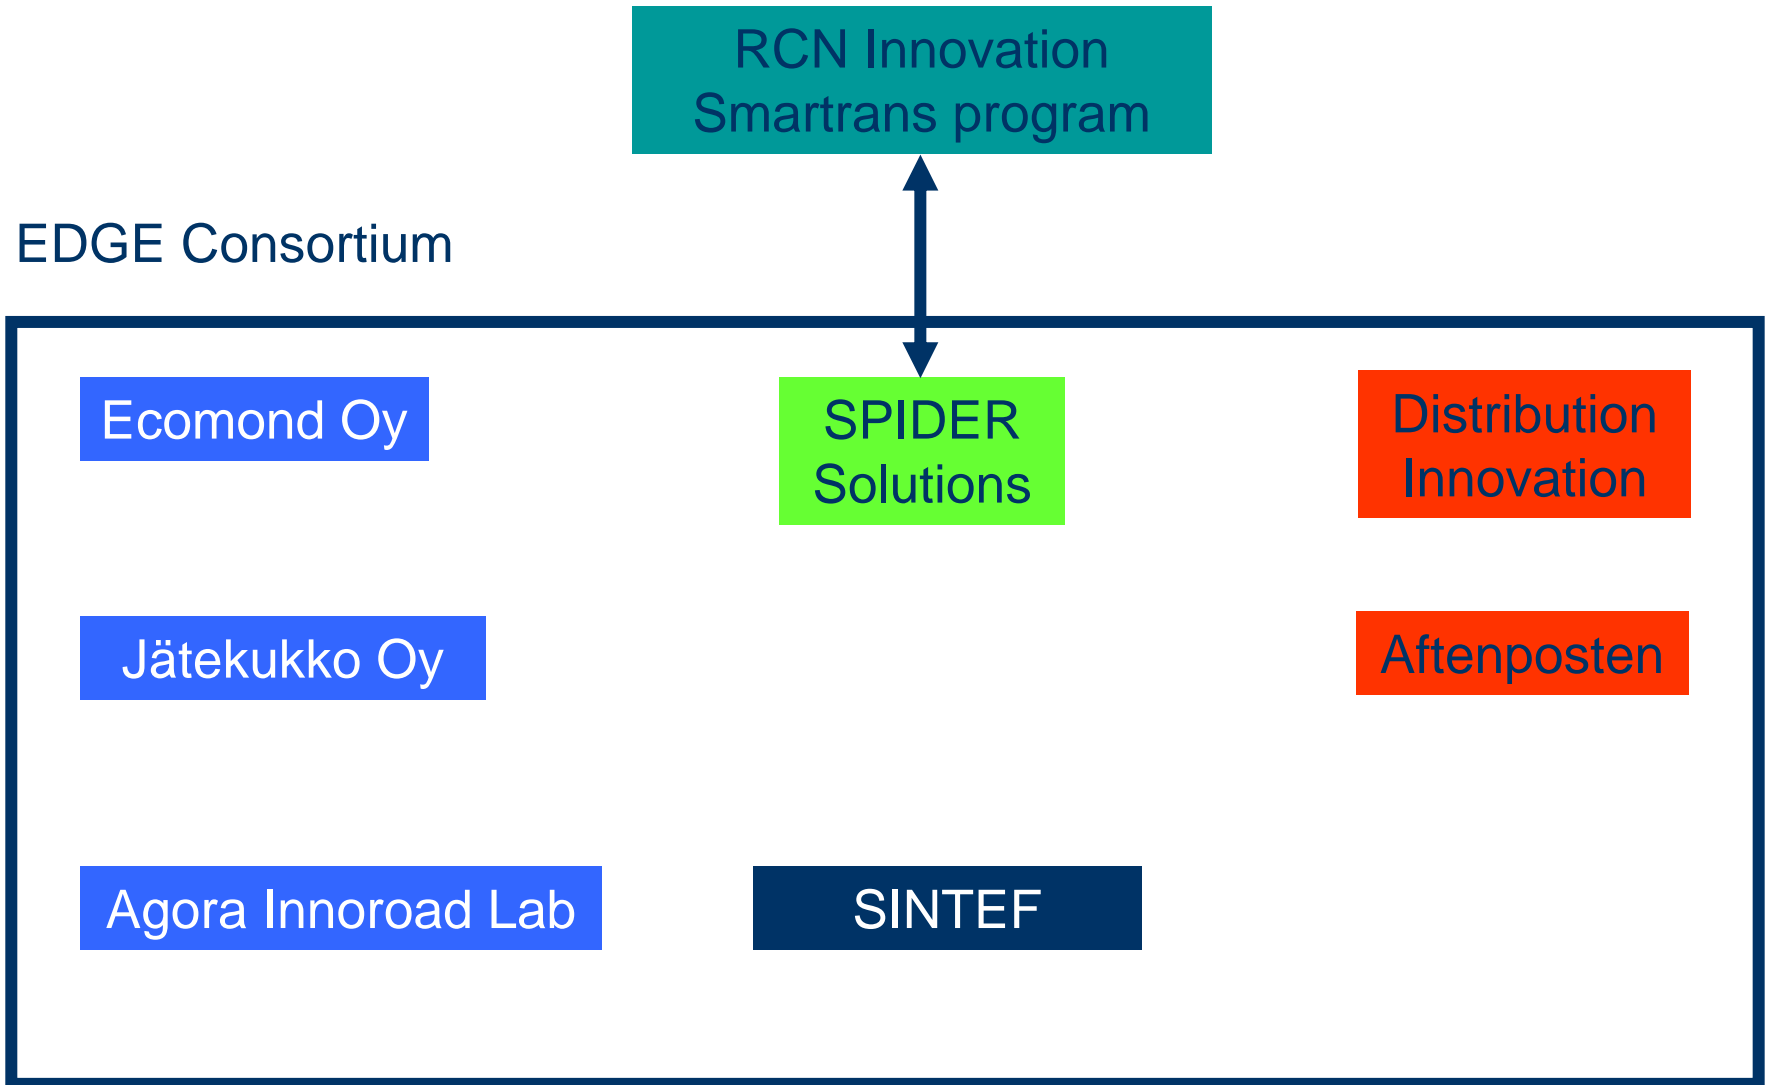 RCN Innovation
Smartrans program
EDGE Consortium
Ecomond Oy
SPIDER
Solutions
Distribution
Innovation
Jätekukko Oy
Aftenposten
Agora Innoroad Lab
SINTEF